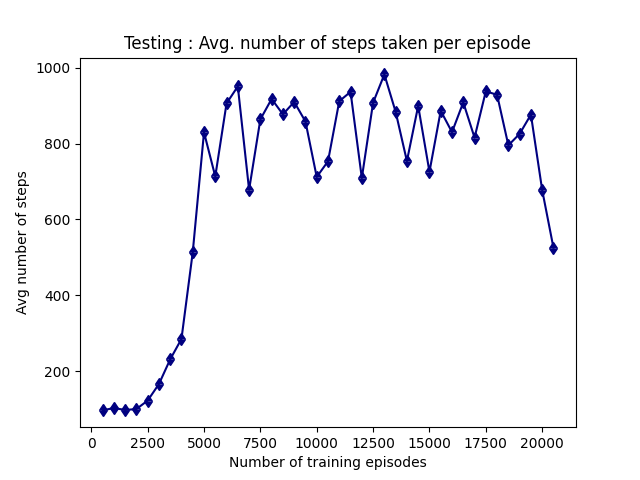 Testing : Avg. number of steps taken per episode
1000
800
600
400
200
Avg number of steps
0 2500 5000 7500 10000 12500 15000 17500 20000
Number of training episodes